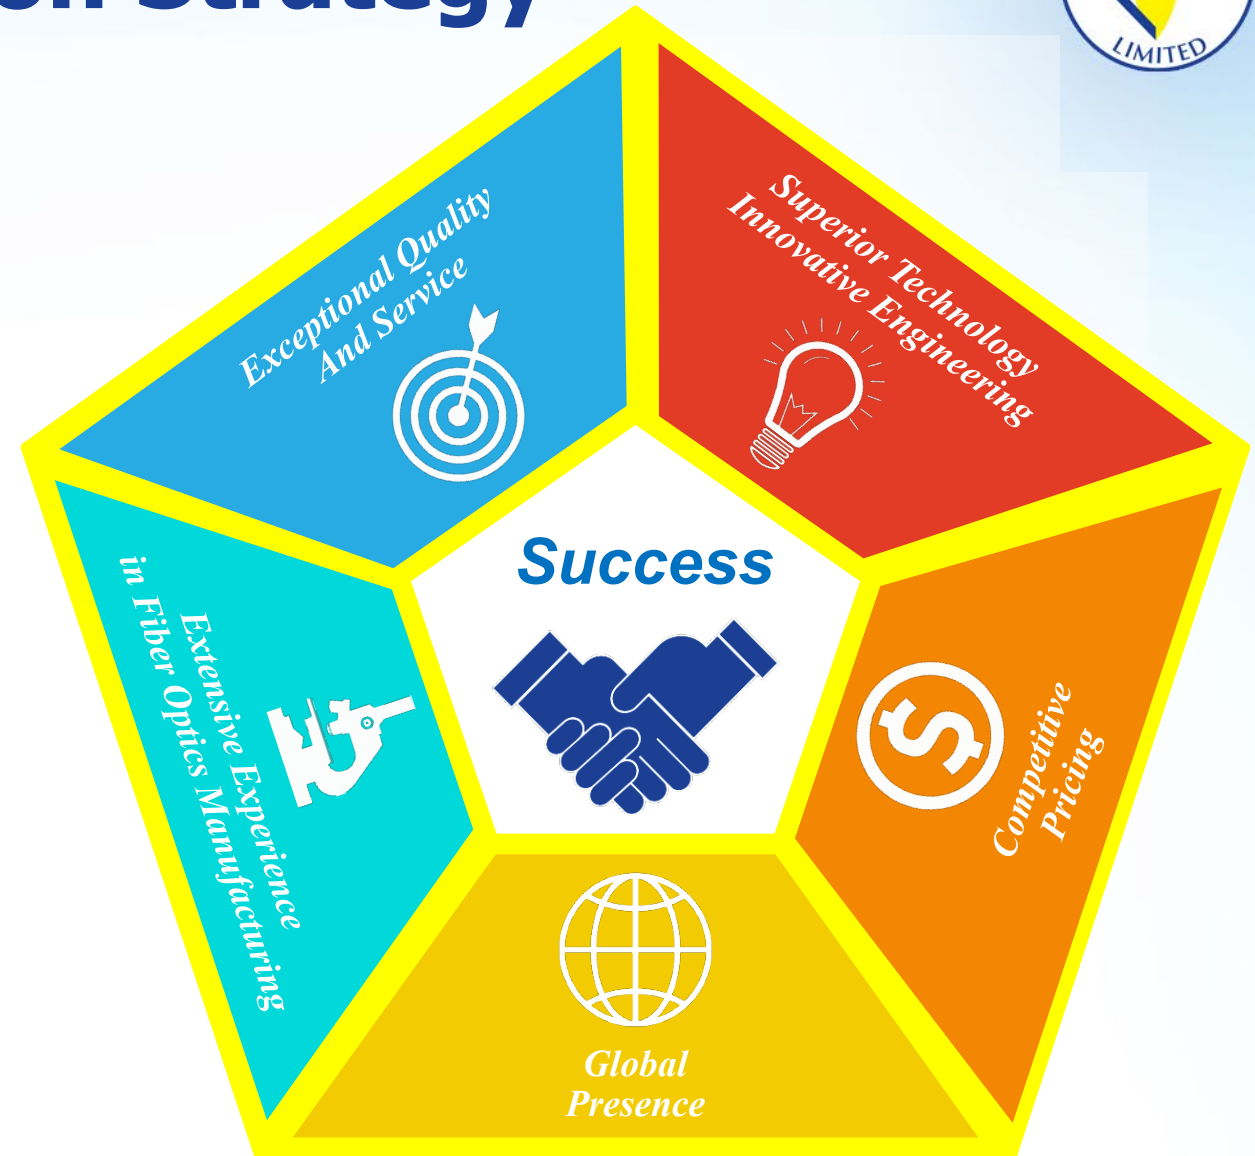 Strategy
LIMITED
Exceptional Quality
And Service
Superior Technology
Innovative Engineering
Success
Extensive Experience
in Fiber Optics Manufacturing
Competitive
Pricing
Global
Presence